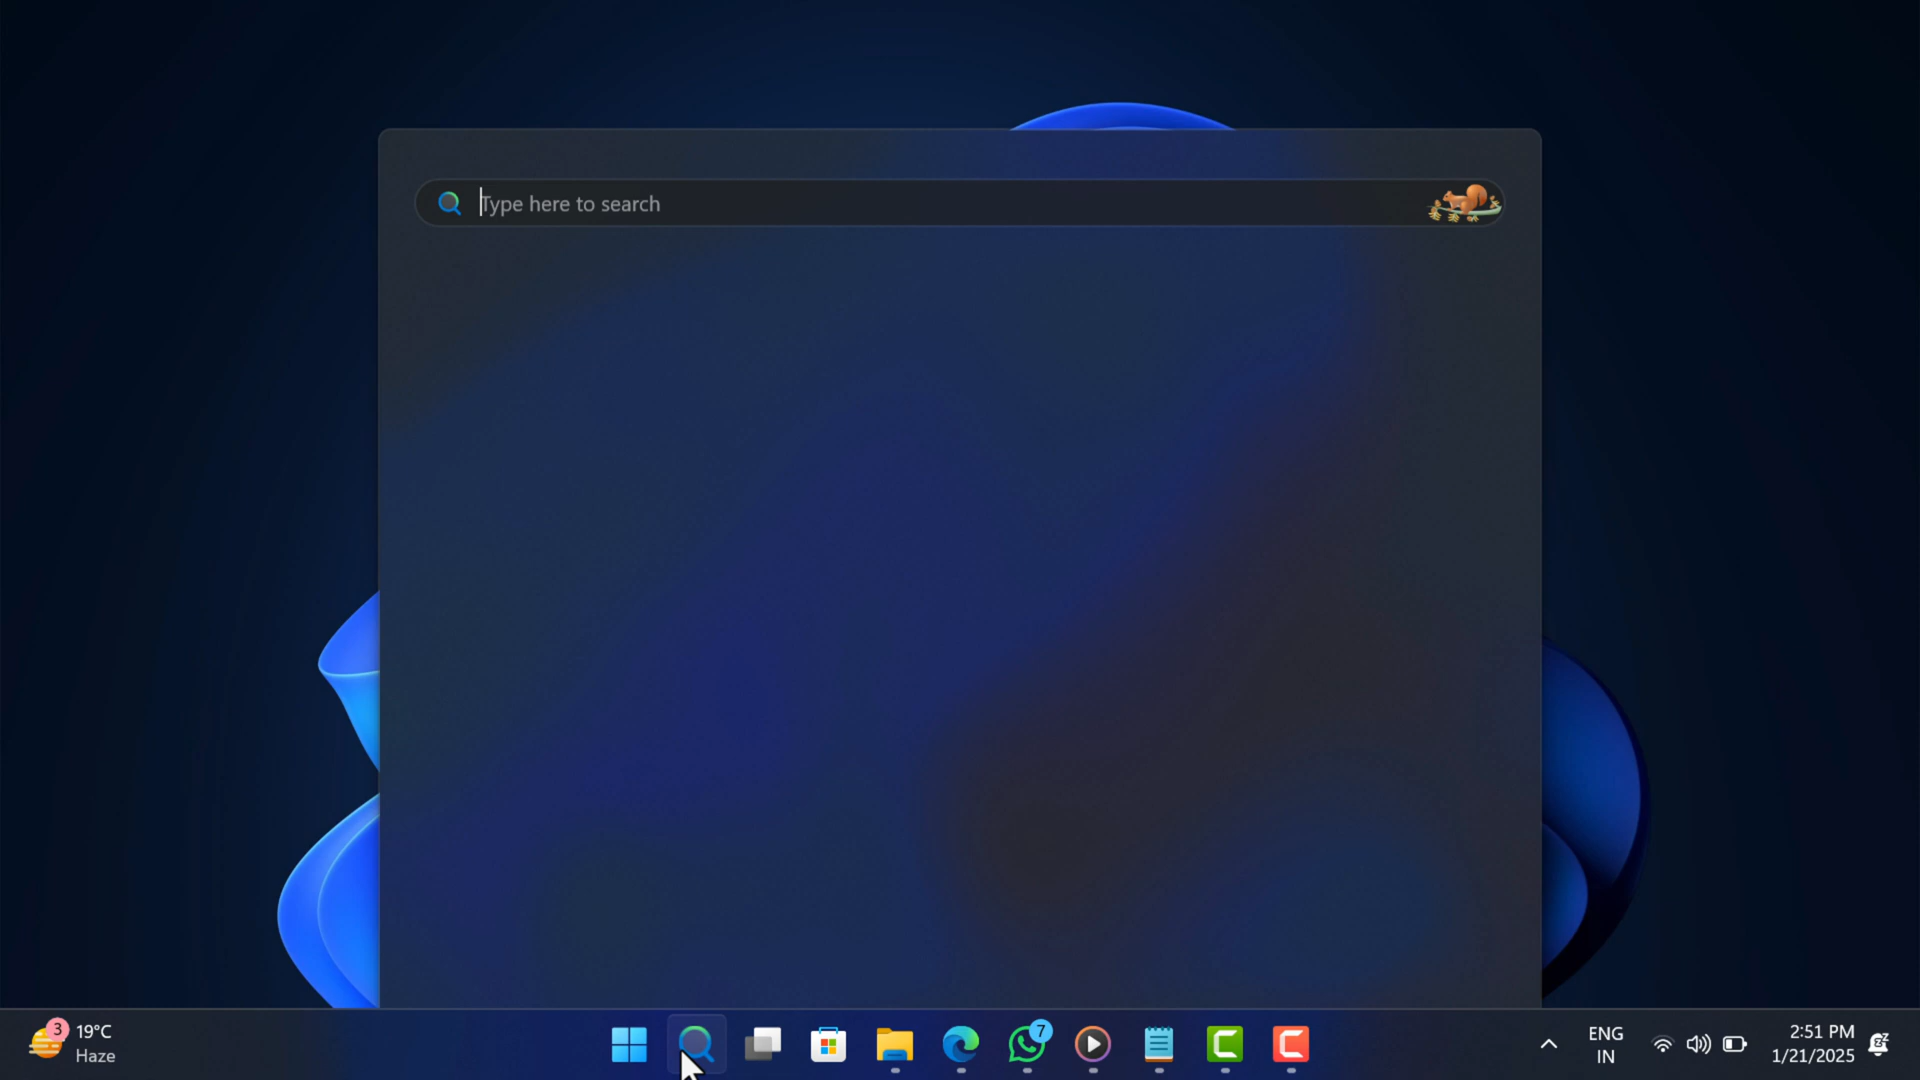 Type here to search
3
19°C
Haze
7
ENG
IN
2:51 PM
1/21/2025